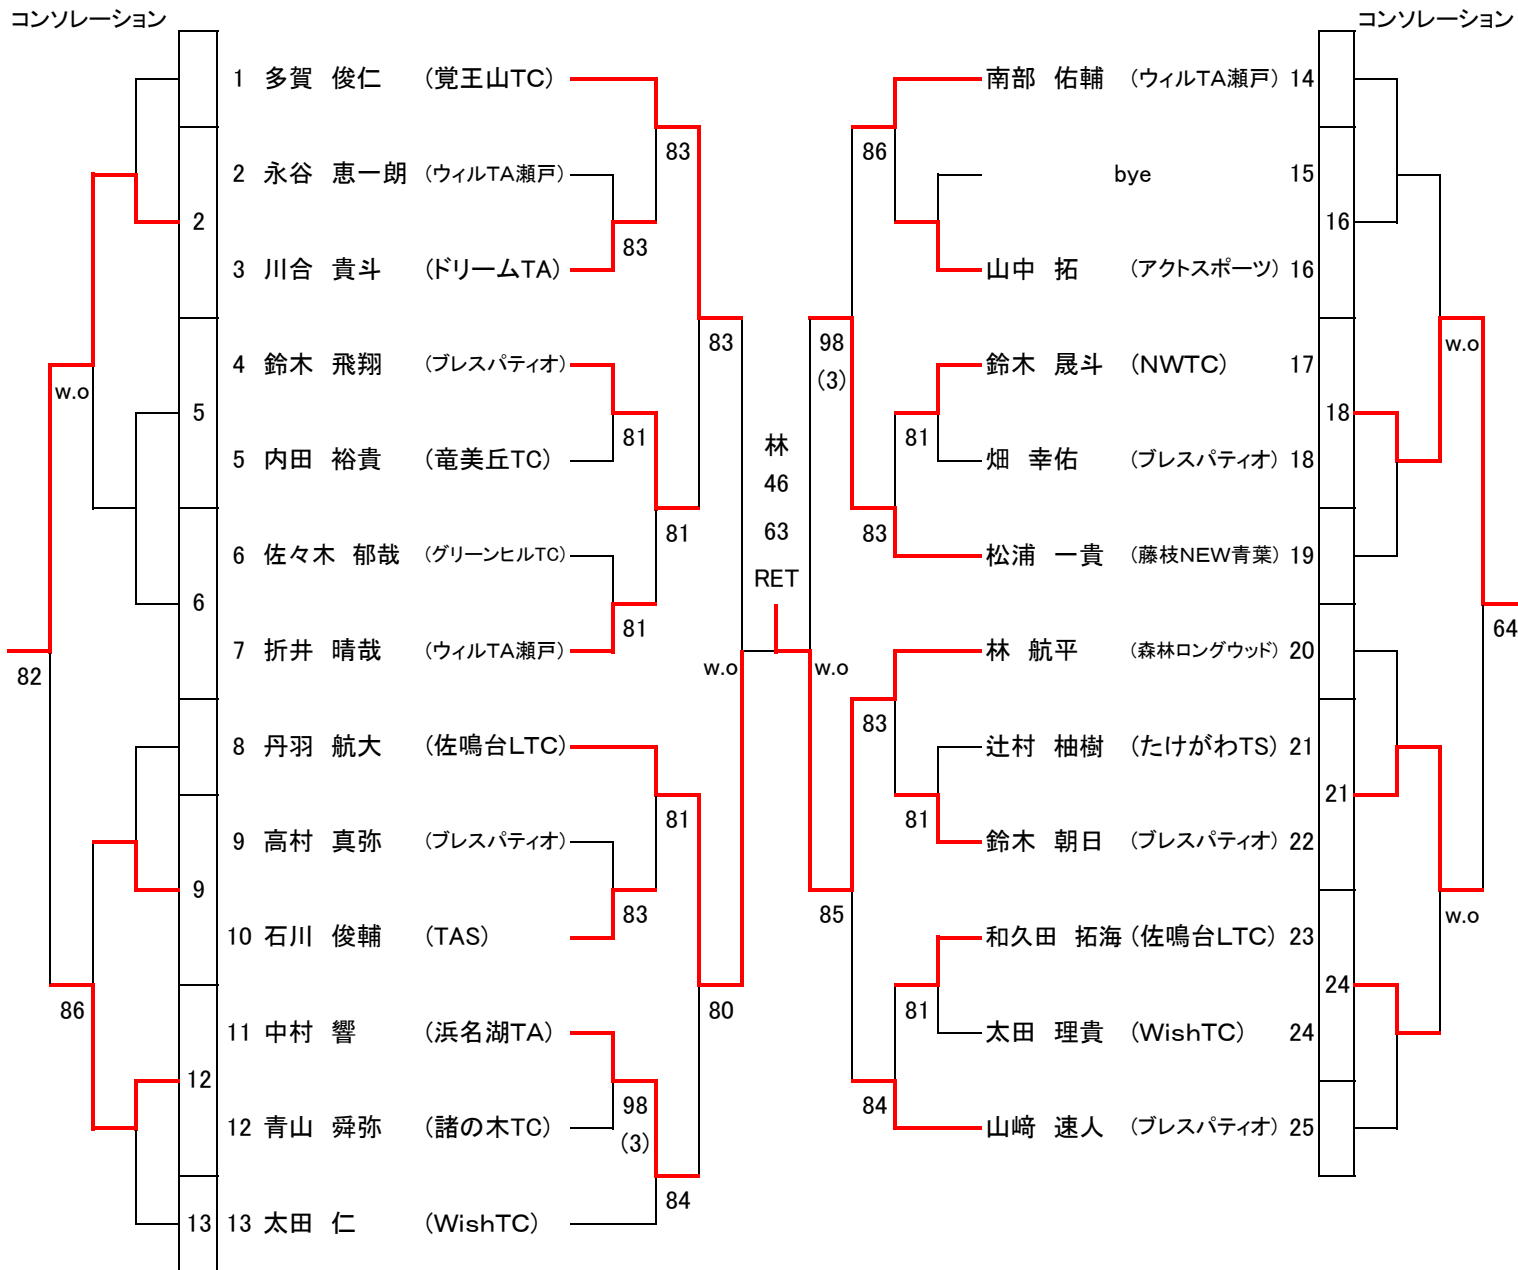 コンソレーション
コンソレーション
1 多賀 俊仁 (覚王山TC)
2 永谷 恵一朗 (ウィルTA瀬戸)
3 川合 貴斗 (ドリームTA)
4 鈴木 飛翔 (ブレスパティオ)
5 内田 裕貴 (竜美丘TC)
6 佐々木 郁哉 (グリーンヒルTC)
7 折井 晴哉 (ウィルTA瀬戸)
8 丹羽 航大 (佐鳴台LTC)
9 高村 真弥 (ブレスパティオ)
10 石川 俊輔 (TAS)
11 中村 響 (浜名湖TA)
12 青山 舜弥 (諸の木TC)
13 太田 仁 (WishTC)
2
5
6
9
12
13
w.o
82
86
83
83
81
81
81
83
81
83
98
(3)
84
80
w.o
林
46
63
RET
w.o
98
(3)
85
86
81
83
83
81
81
84
南部 佑輔 (ウィルTA瀬戸) 14
bye 15
山中 拓 (アクトスポーツ) 16
鈴木 晟斗 (NWTC) 17
畑 幸佑 (ブレスパティオ) 18
松浦 一貴 (藤枝NEW青葉) 19
林 航平 (森林ロングウッド) 20
辻村 柚樹 (たけがわTS) 21
鈴木 朝日 (ブレスパティオ) 22
和久田 拓海 (佐鳴台LTC) 23
太田 理貴 (WishTC) 24
山﨑 速人 (ブレスパティオ) 25
16
18
21
24
w.o
64
w.o